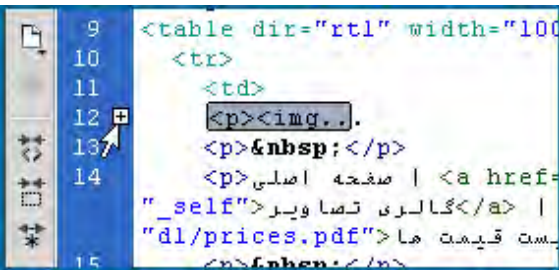 9 <table dir="rtl" width="100
10 <tr>
11 <td>
12 <p><img...
13 <p>&nbsp;</p>
14 <p>صفحه اصلی | <a href=
"_self">گالری تصاویر</a> |
"dl/prices.pdf">یست قیمت ها
15 <p>&nbsp;</p>